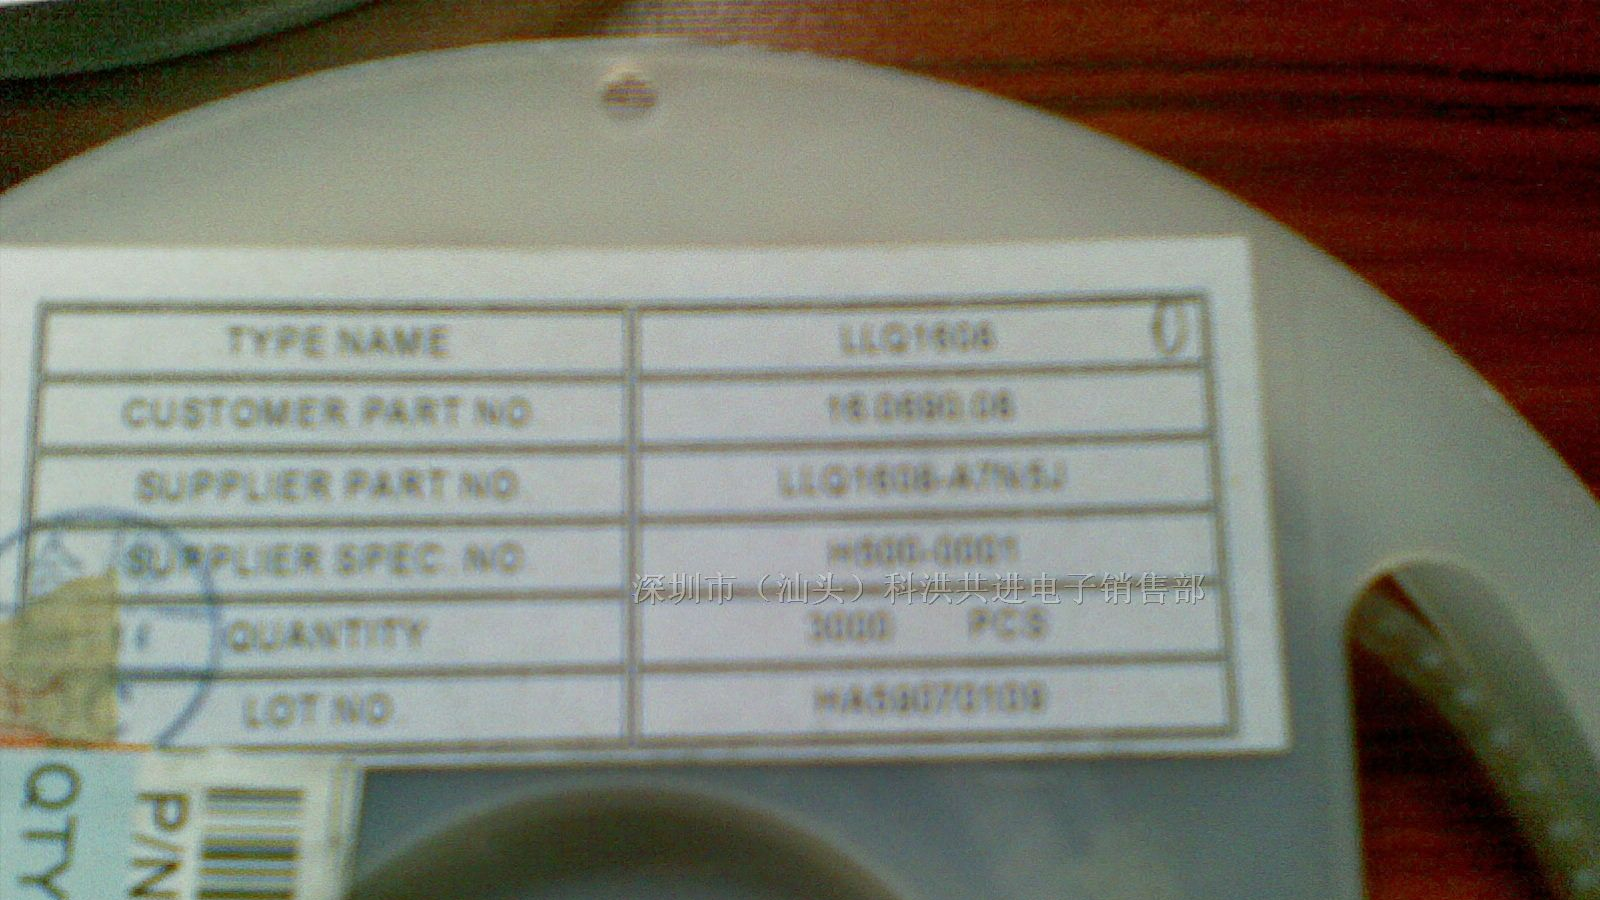 TYPE NAME LLQ1608
CUSTOMER PART NO 16.0690.06
SUPPLIER PART NO. LLQ1608-A7N5J
SUPPLIER SPEC. NO. H500-0001
深圳市（汕头）科洪共进电子销售部
QUANTITY 3000 PCS
LOT NO. HA59070109
QTY
P/N